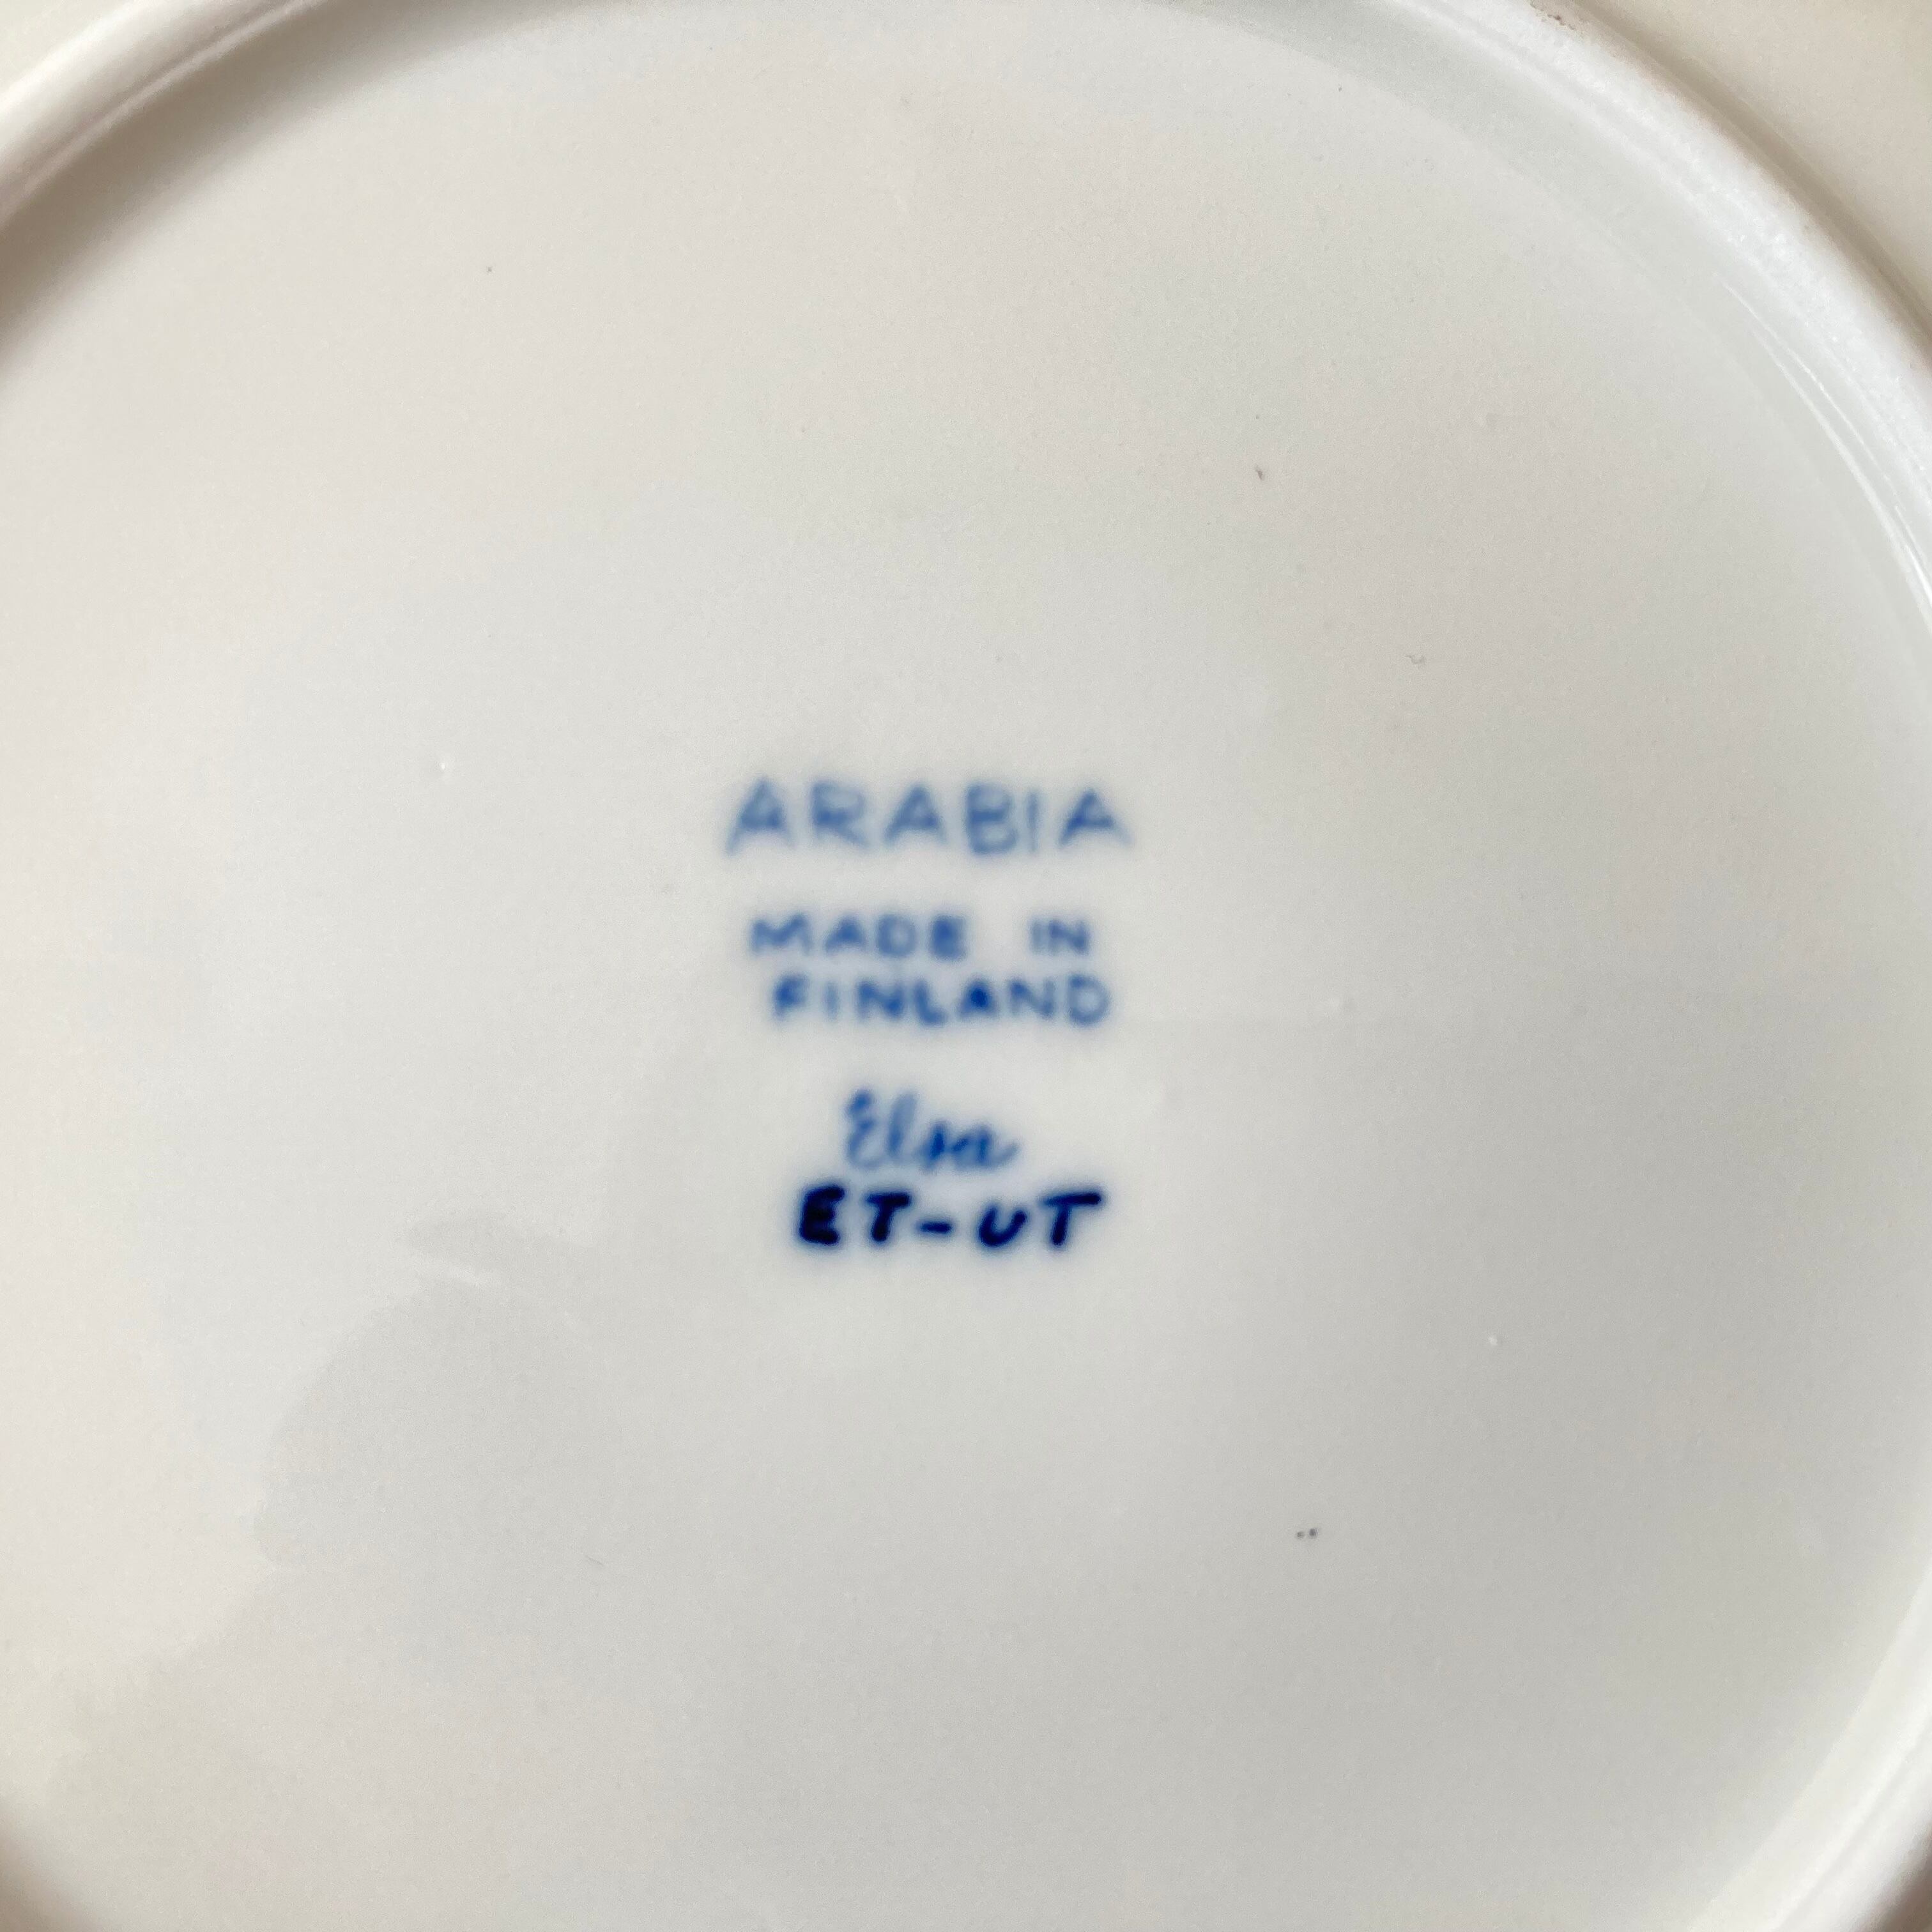 ARABIA
MADE IN
FINLAND
Elsa
ET-UT